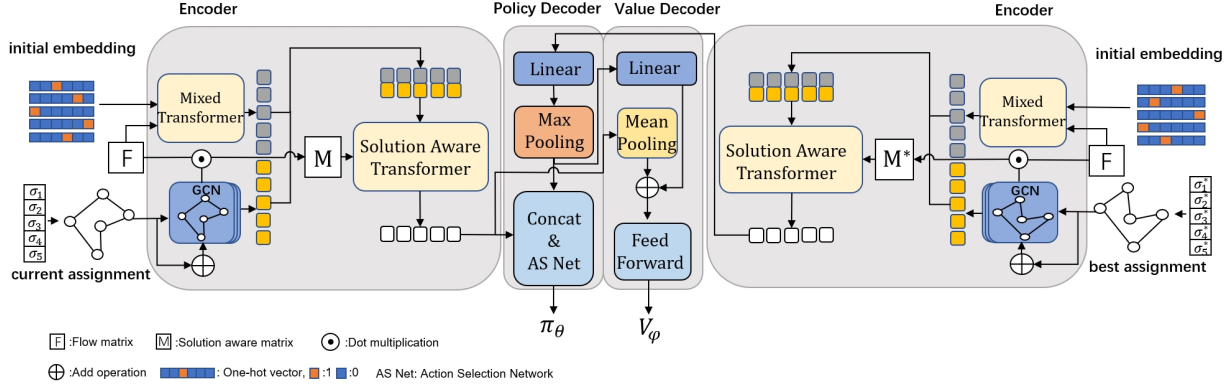 Encoder
Policy Decoder
Value Decoder
Encoder
initial embedding
Mixed
Transformer
F
M
GCN
σ1
σ2
σ3
σ4
σ5
current assignment
Solution Aware
Transformer
Linear
Max
Pooling
Concat
&
AS Net
πθ
Linear
Mean
Pooling
Feed
Forward
Vφ
Solution Aware
Transformer
M*
Mixed
Transformer
F
GCN
initial embedding
σ1*
σ2*
σ3*
σ4*
σ5*
best assignment
F :Flow matrix
M :Solution aware matrix
:Dot multiplication
:Add operation
: One-hot vector, :1 :0
AS Net: Action Selection Network